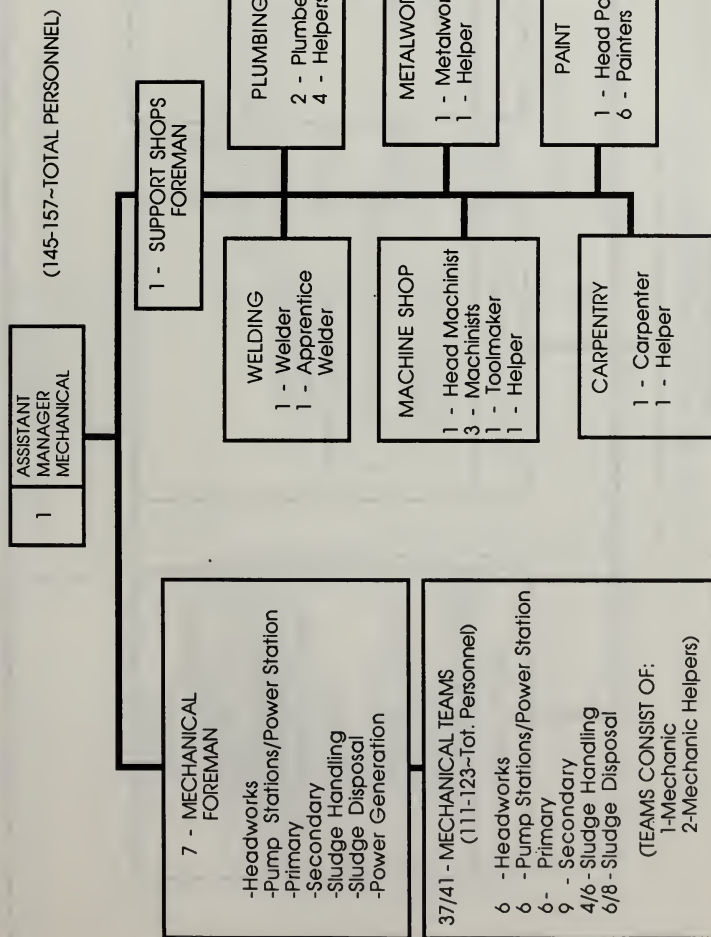 (145-157~TOTAL PERSONNEL)
1
ASSISTANT
MANAGER
MECHANICAL
7 - MECHANICAL
FOREMAN
-Headworks
-Pump Stations/Power Station
-Primary
-Secondary
-Sludge Handling
-Sludge Disposal
-Power Generation
37/41 - MECHANICAL TEAMS
(111-123~Tot. Personnel)
6 - Headworks
6 - Pump Stations/Power Station
6- Primary
9 - Secondary
4/6- Sludge Handling
6/8 - Sludge Disposal
(TEAMS CONSIST OF:
1-Mechanic
2-Mechanic Helpers)
1 - SUPPORT SHOPS
FOREMAN
WELDING
1 - Welder
1 - Apprentice
Welder
PLUMBING
2 - Plumbe
4 - Helpers
MACHINE SHOP
1 - Head Machinist
3 - Machinists
1 - Toolmaker
1 - Helper
METALWOR
1 - Metalwor
1 - Helper
CARPENTRY
1 - Carpenter
1 - Helper
PAINT
1 - Head Pa
6 - Painters